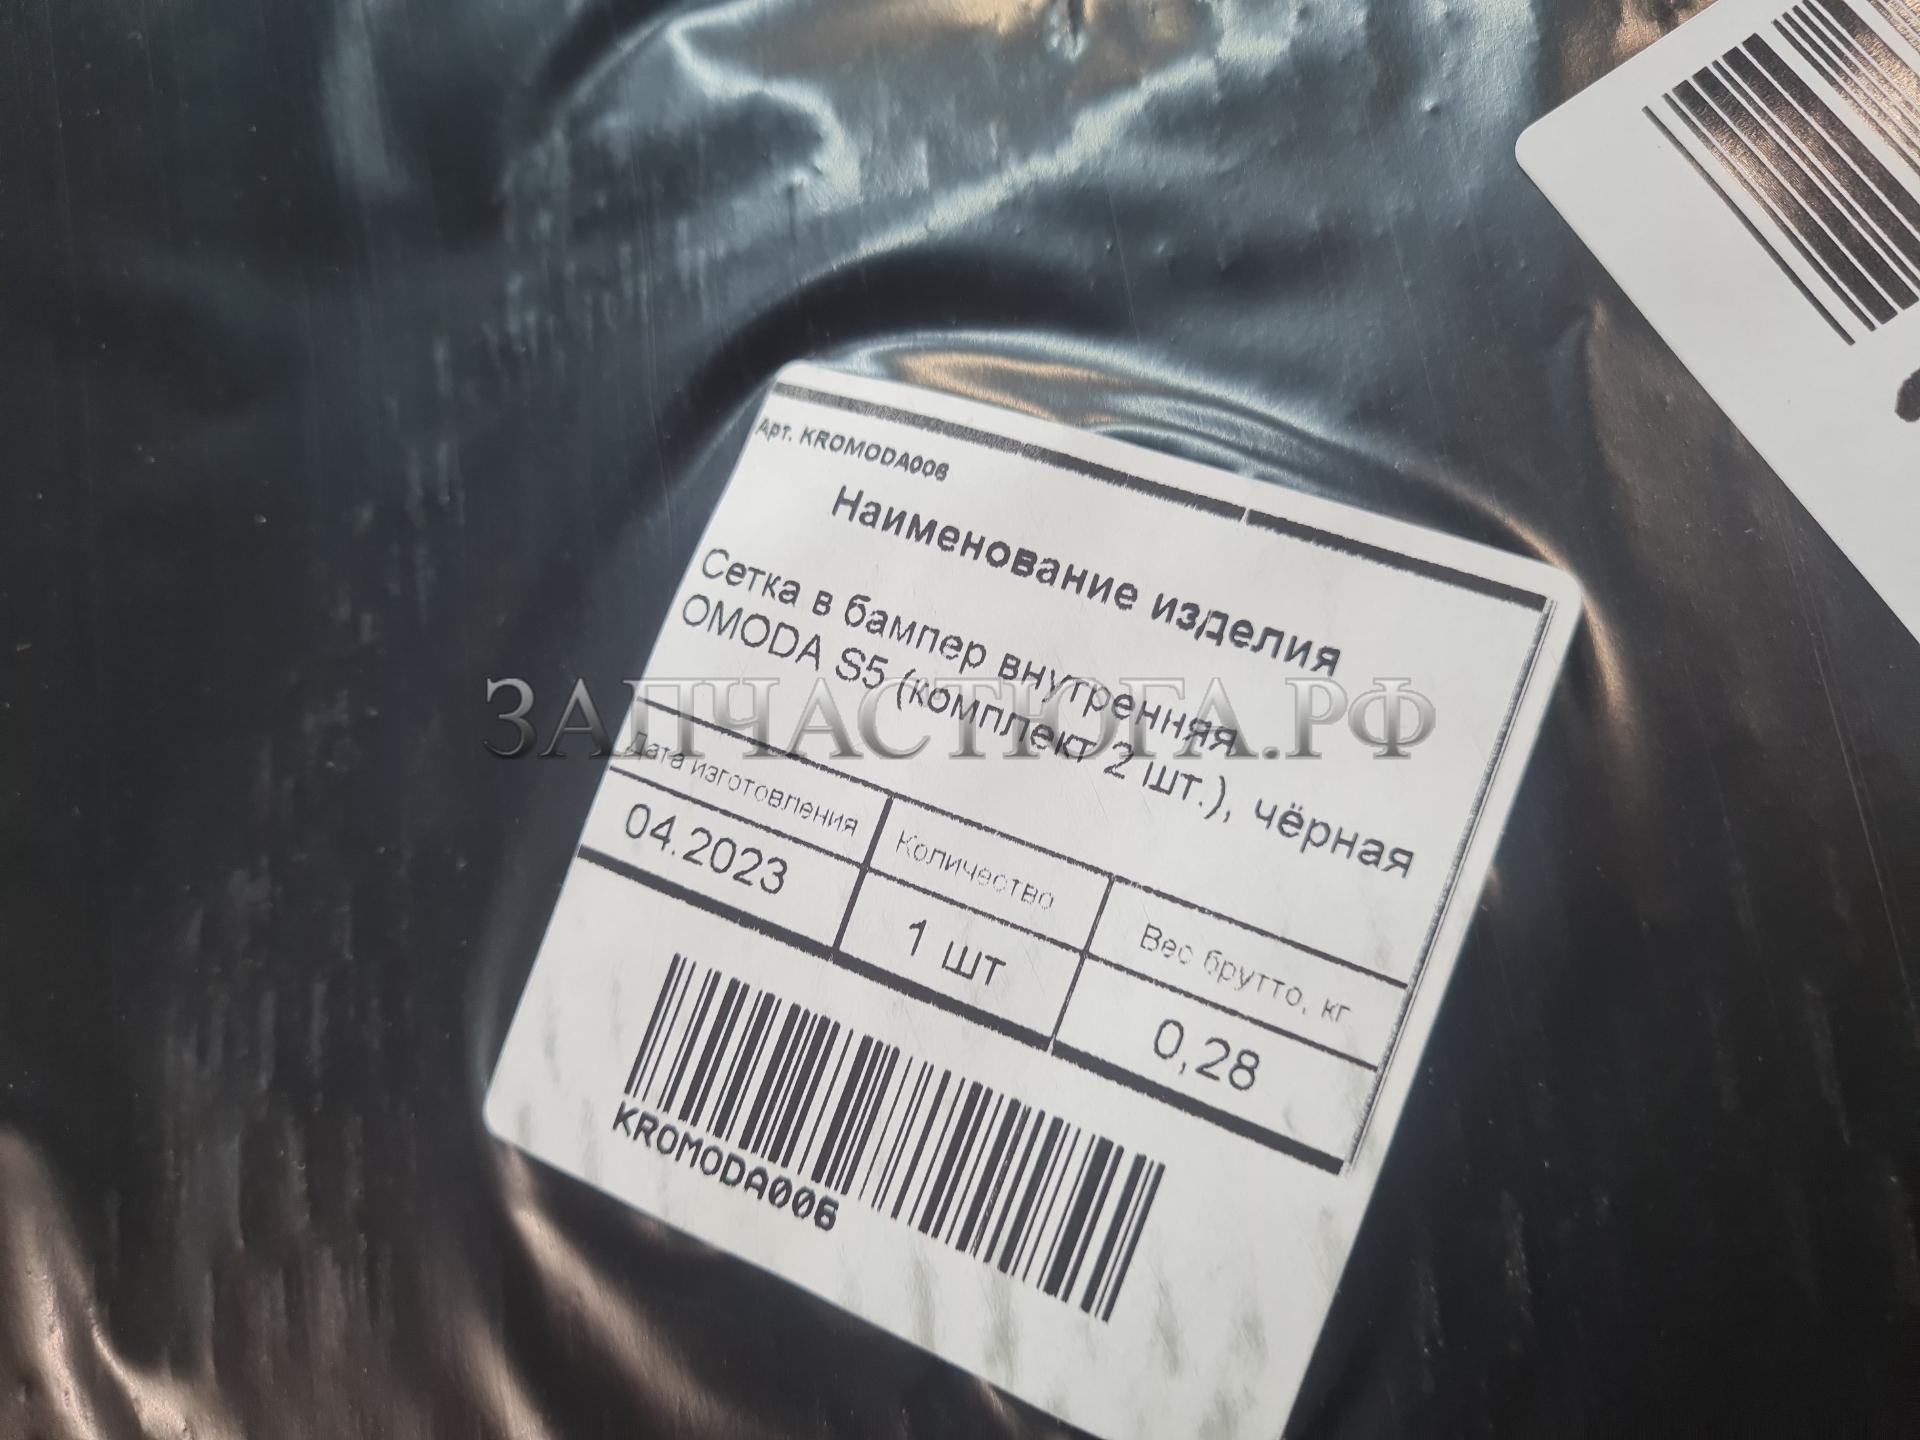 Арт. KROMODA006
Наименование изделия
Сетка в бампер внутренняя
OMODA S5 (комплект 2 шт.), чёрная
Дата изготовления
Количество
Вес брутто, кг
04.2023
1 шт
0,28
KROMODA006
ЗАПЧАСТЮГА.РФ